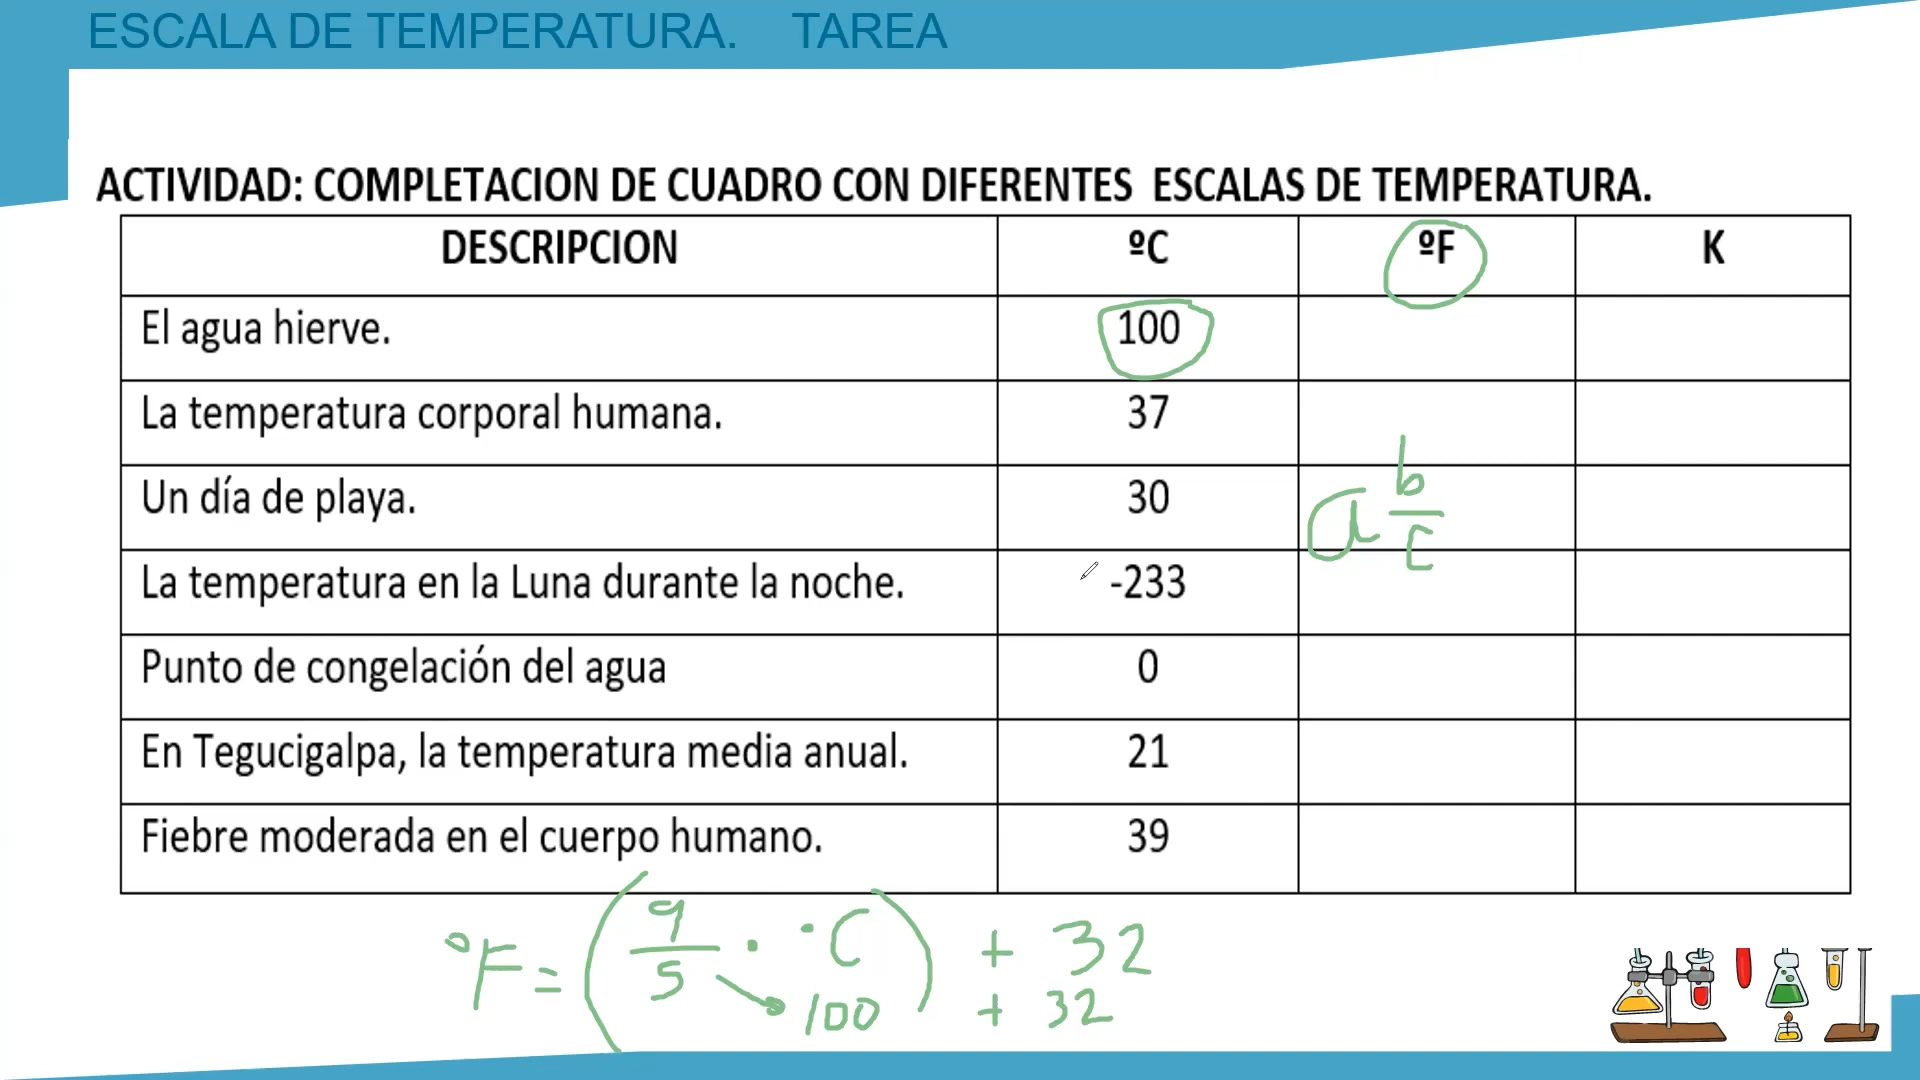 ESCALA DE TEMPERATURA. TAREA
ACTIVIDAD: COMPLETACION DE CUADRO CON DIFERENTES ESCALAS DE TEMPERATURA.
DESCRIPCION ºC ºF K
El agua hierve. 100
La temperatura corporal humana. 37
Un día de playa. 30
a b/c
La temperatura en la Luna durante la noche. -233
Punto de congelación del agua 0
En Tegucigalpa, la temperatura media anual. 21
Fiebre moderada en el cuerpo humano. 39
°F = (9/5 · °C) + 32
100 + 32